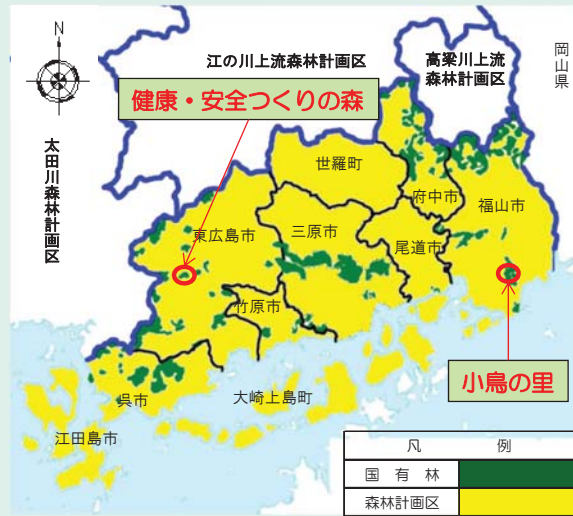 N
江の川上流森林計画区
高梁川上流
森林計画区
岡山県
健康・安全つくりの森
太田川森林計画区
世羅町
府中市
福山市
東広島市
三原市
尾道市
竹原市
小鳥の里
呉市
大崎上島町
江田島市
凡 例
国 有 林
森林計画区